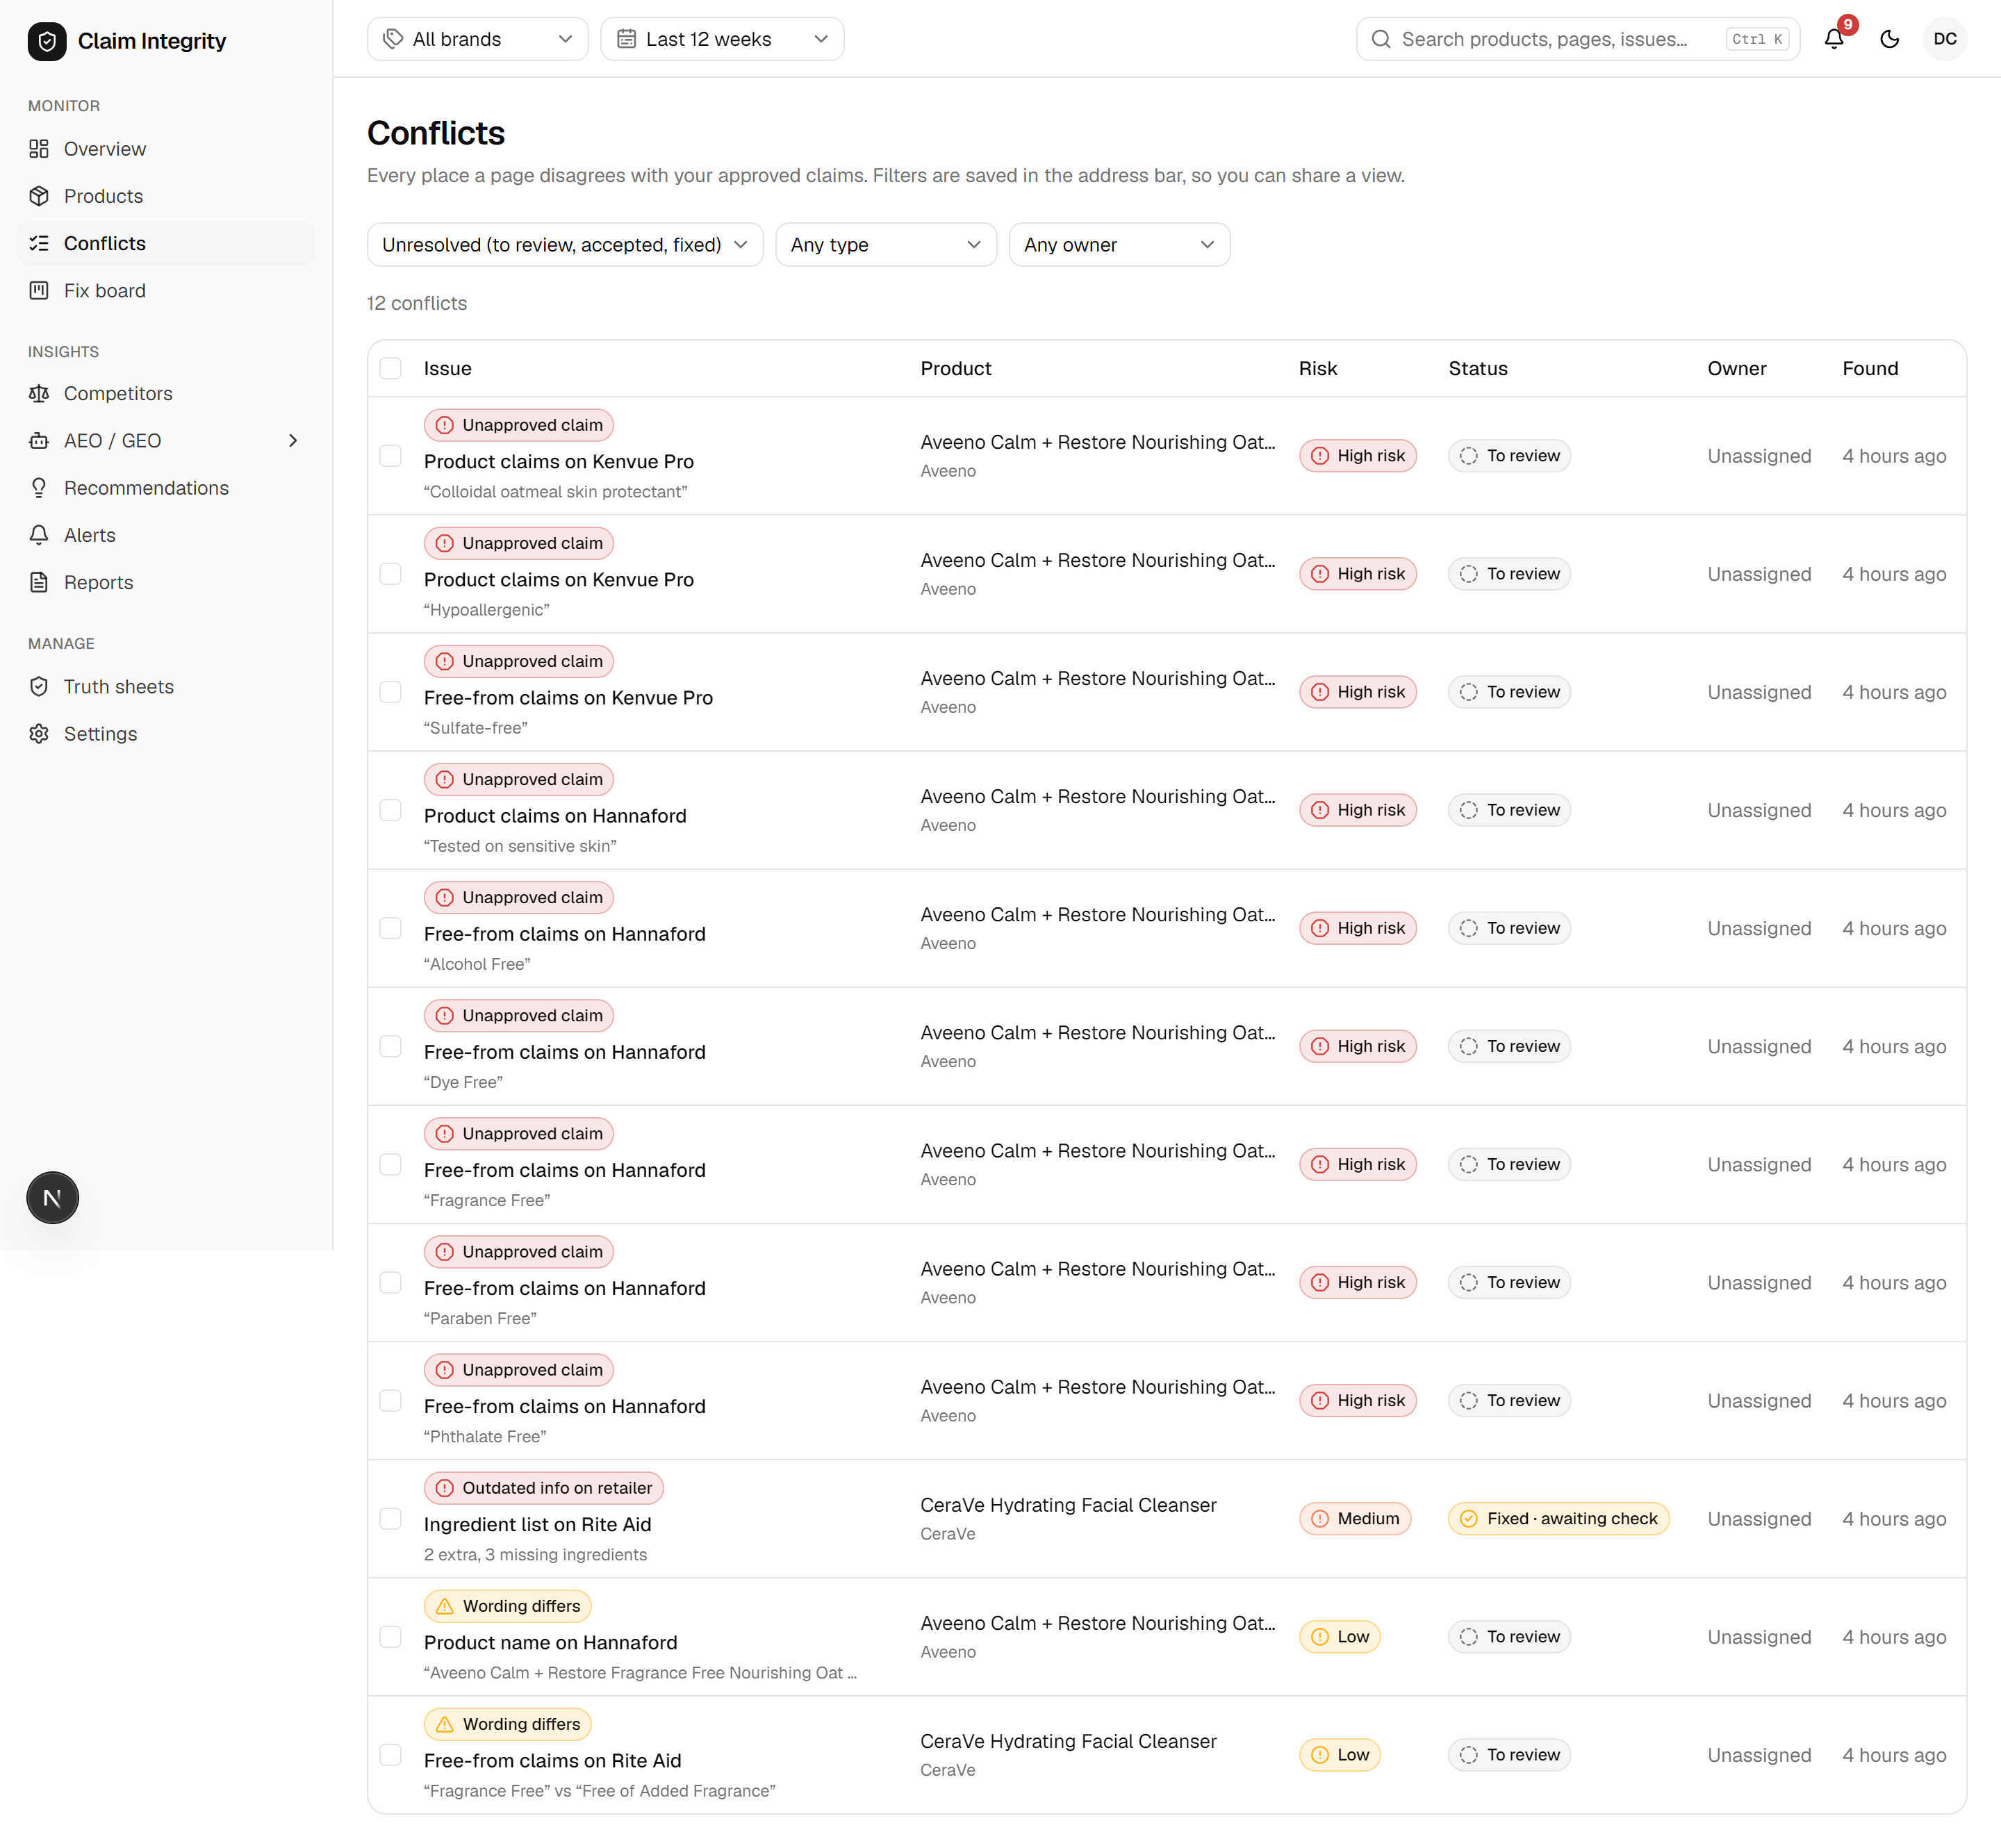 Claim Integrity
All brands
Last 12 weeks
Search products, pages, issues...
Ctrl K
9
DC
MONITOR
Overview
Products
Conflicts
Fix board
INSIGHTS
Competitors
AEO / GEO
Recommendations
Alerts
Reports
MANAGE
Truth sheets
Settings
N
Conflicts
Every place a page disagrees with your approved claims. Filters are saved in the address bar, so you can share a view.
Unresolved (to review, accepted, fixed)
Any type
Any owner
12 conflicts
Issue Product Risk Status Owner Found
Unapproved claim
Product claims on Kenvue Pro
“Colloidal oatmeal skin protectant”
Aveeno Calm + Restore Nourishing Oat...
Aveeno
High risk
To review
Unassigned
4 hours ago
Unapproved claim
Product claims on Kenvue Pro
“Hypoallergenic”
Aveeno Calm + Restore Nourishing Oat...
Aveeno
High risk
To review
Unassigned
4 hours ago
Unapproved claim
Free-from claims on Kenvue Pro
“Sulfate-free”
Aveeno Calm + Restore Nourishing Oat...
Aveeno
High risk
To review
Unassigned
4 hours ago
Unapproved claim
Product claims on Hannaford
“Tested on sensitive skin”
Aveeno Calm + Restore Nourishing Oat...
Aveeno
High risk
To review
Unassigned
4 hours ago
Unapproved claim
Free-from claims on Hannaford
“Alcohol Free”
Aveeno Calm + Restore Nourishing Oat...
Aveeno
High risk
To review
Unassigned
4 hours ago
Unapproved claim
Free-from claims on Hannaford
“Dye Free”
Aveeno Calm + Restore Nourishing Oat...
Aveeno
High risk
To review
Unassigned
4 hours ago
Unapproved claim
Free-from claims on Hannaford
“Fragrance Free”
Aveeno Calm + Restore Nourishing Oat...
Aveeno
High risk
To review
Unassigned
4 hours ago
Unapproved claim
Free-from claims on Hannaford
“Paraben Free”
Aveeno Calm + Restore Nourishing Oat...
Aveeno
High risk
To review
Unassigned
4 hours ago
Unapproved claim
Free-from claims on Hannaford
“Phthalate Free”
Aveeno Calm + Restore Nourishing Oat...
Aveeno
High risk
To review
Unassigned
4 hours ago
Outdated info on retailer
Ingredient list on Rite Aid
2 extra, 3 missing ingredients
CeraVe Hydrating Facial Cleanser
CeraVe
Medium
Fixed · awaiting check
Unassigned
4 hours ago
Wording differs
Product name on Hannaford
“Aveeno Calm + Restore Fragrance Free Nourishing Oat ...
Aveeno Calm + Restore Nourishing Oat...
Aveeno
Low
To review
Unassigned
4 hours ago
Wording differs
Free-from claims on Rite Aid
“Fragrance Free” vs “Free of Added Fragrance”
CeraVe Hydrating Facial Cleanser
CeraVe
Low
To review
Unassigned
4 hours ago